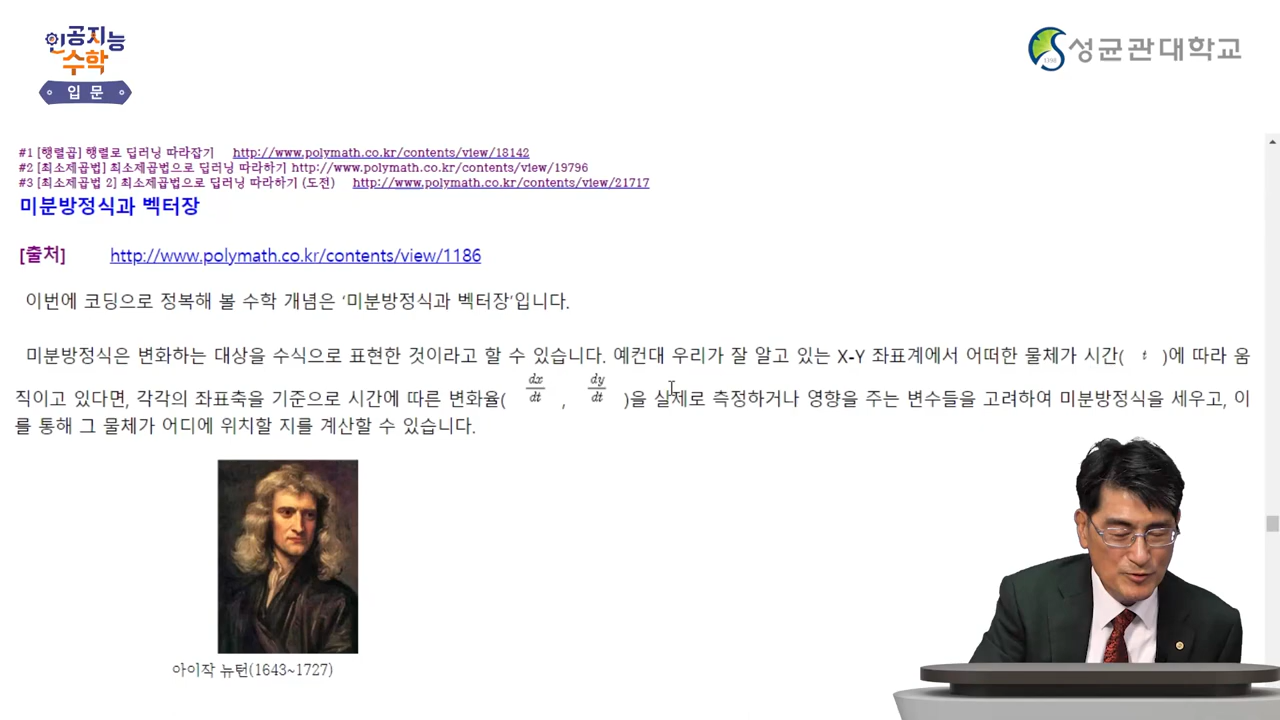 인공지능
수학
입문
성균관대학교
1398
#1 [행렬곱] 행렬로 딥러닝 따라잡기 http://www.polymath.co.kr/contents/view/18142
#2 [최소제곱법] 최소제곱법으로 딥러닝 따라하기 http://www.polymath.co.kr/contents/view/19796
#3 [최소제곱법 2] 최소제곱법으로 딥러닝 따라하기 (도전) http://www.polymath.co.kr/contents/view/21717
미분방정식과 벡터장
[출처] http://www.polymath.co.kr/contents/view/1186
이번에 코딩으로 정복해 볼 수학 개념은 ‘미분방정식과 벡터장’입니다.
미분방정식은 변화하는 대상을 수식으로 표현한 것이라고 할 수 있습니다. 예컨대 우리가 잘 알고 있는 X-Y 좌표계에서 어떠한 물체가 시간( t )에 따라 움
직이고 있다면, 각각의 좌표축을 기준으로 시간에 따른 변화율( dx/dt , dy/dt )을 실제로 측정하거나 영향을 주는 변수들을 고려하여 미분방정식을 세우고, 이
를 통해 그 물체가 어디에 위치할 지를 계산할 수 있습니다.
아이작 뉴턴(1643~1727)